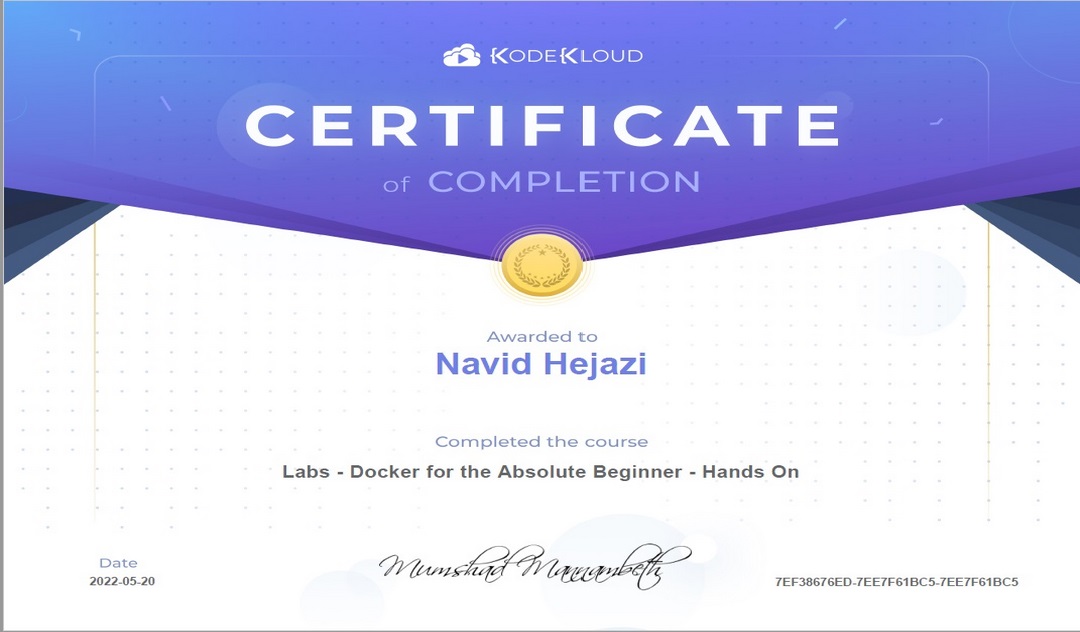 KODEKLOUD
CERTIFICATE
of COMPLETION
Awarded to
Navid Hejazi
Completed the course
Labs - Docker for the Absolute Beginner - Hands On
Date
2022-05-20
Mumshad Mannambeth
7EF38676ED-7EE7F61BC5-7EE7F61BC5